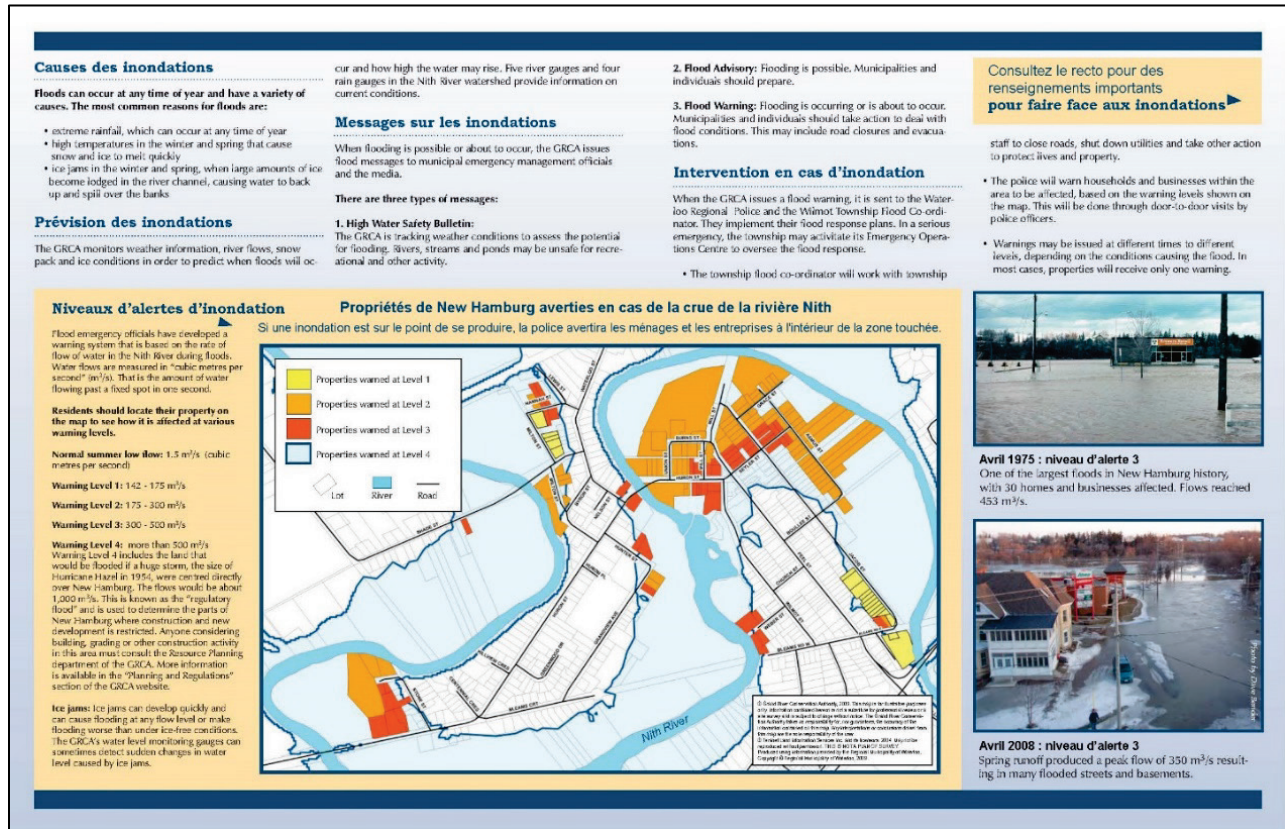 Causes des inondations
Floods can occur at any time of year and have a variety of
causes. The most common reasons for floods are:
• extreme rainfall, which can occur at any time of year
• high temperatures in the winter and spring that cause
snow and ice to melt quickly
• ice jams in the winter and spring, when large amounts of ice
become lodged in the river channel, causing water to back
up and spill over the banks
Prévision des inondations
The GRCA monitors weather information, river flows, snow
pack and ice conditions in order to predict when floods will oc-
cur and how high the water may rise. Five river gauges and four
rain gauges in the Nith River watershed provide information on
current conditions.
Messages sur les inondations
When flooding is possible or about to occur, the GRCA issues
flood messages to municipal emergency management officials
and the media.
There are three types of messages:
1. High Water Safety Bulletin:
The GRCA is tracking weather conditions to assess the potential
for flooding. Rivers, streams and ponds may be unsafe for recre-
ational and other activity.
2. Flood Advisory: Flooding is possible. Municipalities and
individuals should prepare.
3. Flood Warning: Flooding is occurring or is about to occur.
Municipalities and individuals should take action to deal with
flood conditions. This may include road closures and evacua-
tions.
Intervention en cas d'inondation
When the GRCA issues a flood warning, it is sent to the Water-
loo Regional Police and the Wilmot Township Flood Co-ordi-
nator. They implement their flood response plans. In a serious
emergency, the township may activitate its Emergency Opera-
tions Centre to oversee the flood response.
• The township flood co-ordinator will work with township
Consultez le recto pour des
renseignements importants
pour faire face aux inondations
staff to close roads, shut down utilities and take other action
to protect lives and property.
• The police will warn households and businesses within the
area to be affected, based on the warning levels shown on
the map. This will be done through door-to-door visits by
police officers.
• Warnings may be issued at different times to different
levels, depending on the conditions causing the flood. In
most cases, properties will receive only one warning.
Niveaux d'alertes d'inondation
Flood emergency officials have developed a
warning system that is based on the rate of
flow of water in the Nith River during floods.
Water flows are measured in "cubic metres per
second" (m³/s). That is the amount of water
flowing past a fixed spot in one second.
Residents should locate their property on
the map to see how it is affected at various
warning levels.
Normal summer low flow: 1.5 m³/s (cubic
metres per second)
Warning Level 1: 142 - 175 m³/s
Warning Level 2: 175 - 300 m³/s
Warning Level 3: 300 - 500 m³/s
Warning Level 4: more than 500 m³/s
Warning Level 4 includes the land that
would be flooded if a huge storm, the size of
Hurricane Hazel in 1954, were centred directly
over New Hamburg. The flows would be about
1,000 m³/s. This is known as the "regulatory
flood" and is used to determine the parts of
New Hamburg where construction and new
development is restricted. Anyone considering
building, grading or other construction activity
in this area must consult the Resource Planning
department of the GRCA. More information
is available in the "Planning and Regulations"
section of the GRCA website.
Ice jams: Ice jams can develop quickly and
can cause flooding at any flow level or make
flooding worse than under ice-free conditions.
The GRCA's water level monitoring gauges can
sometimes detect sudden changes in water
level caused by ice jams.
Propriétés de New Hamburg averties en cas de la crue de la rivière Nith
Si une inondation est sur le point de se produire, la police avertira les ménages et les entreprises à l'intérieur de la zone touchée.
Properties warned at Level 1
Properties warned at Level 2
Properties warned at Level 3
Properties warned at Level 4
Lot
River
Road
Nith River
Avril 1975 : niveau d'alerte 3
One of the largest floods in New Hamburg history,
with 30 homes and businesses affected. Flows reached
453 m³/s.
Photo by Dave Bender
Avril 2008 : niveau d'alerte 3
Spring runoff produced a peak flow of 350 m³/s result-
ing in many flooded streets and basements.